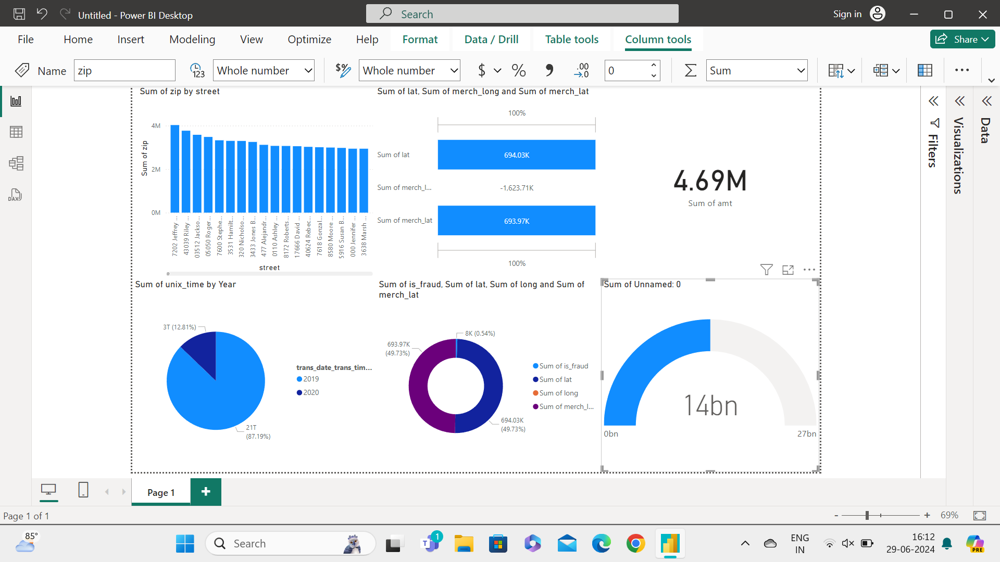 Untitled - Power BI Desktop
Search
Sign in
File Home Insert Modeling View Optimize Help Format Data / Drill Table tools Column tools
Share
Name zip
123 Whole number
$% Whole number
$ % .00 0
Sum
Sum of zip by street
4M
2M
0M
Sum of zip
7202 Jeffrey ...
43039 Riley ...
03512 Jackso...
05050 Roger...
7600 Stephe...
3531 Hamilt...
320 Nicholso...
3433 Jones B...
477 Alejandr...
0110 Ashley ...
8172 Roberts...
17666 David ...
40624 Rebec...
7618 Gonzal...
8580 Moore ...
5916 Susan B...
000 Jennifer ...
3638 Marsh ...
street
Sum of lat, Sum of merch_long and Sum of merch_lat
100%
Sum of lat 694.03K
Sum of merch_l... -1,623.71K
Sum of merch_lat 693.97K
100%
4.69M
Sum of amt
Filters
Visualizations
Data
DAX
Sum of unix_time by Year
3T (12.81%)
21T
(87.19%)
trans_date_trans_tim...
2019
2020
Sum of is_fraud, Sum of lat, Sum of long and Sum of
merch_lat
8K (0.54%)
693.97K
(49.73%)
694.03K
(49.73%)
Sum of is_fraud
Sum of lat
Sum of long
Sum of merch_l...
Sum of Unnamed: 0
14bn
0bn 27bn
Page 1
+
Page 1 of 1
- + 69%
85°
Search
T 1
ENG
IN
16:12
29-06-2024
PRE